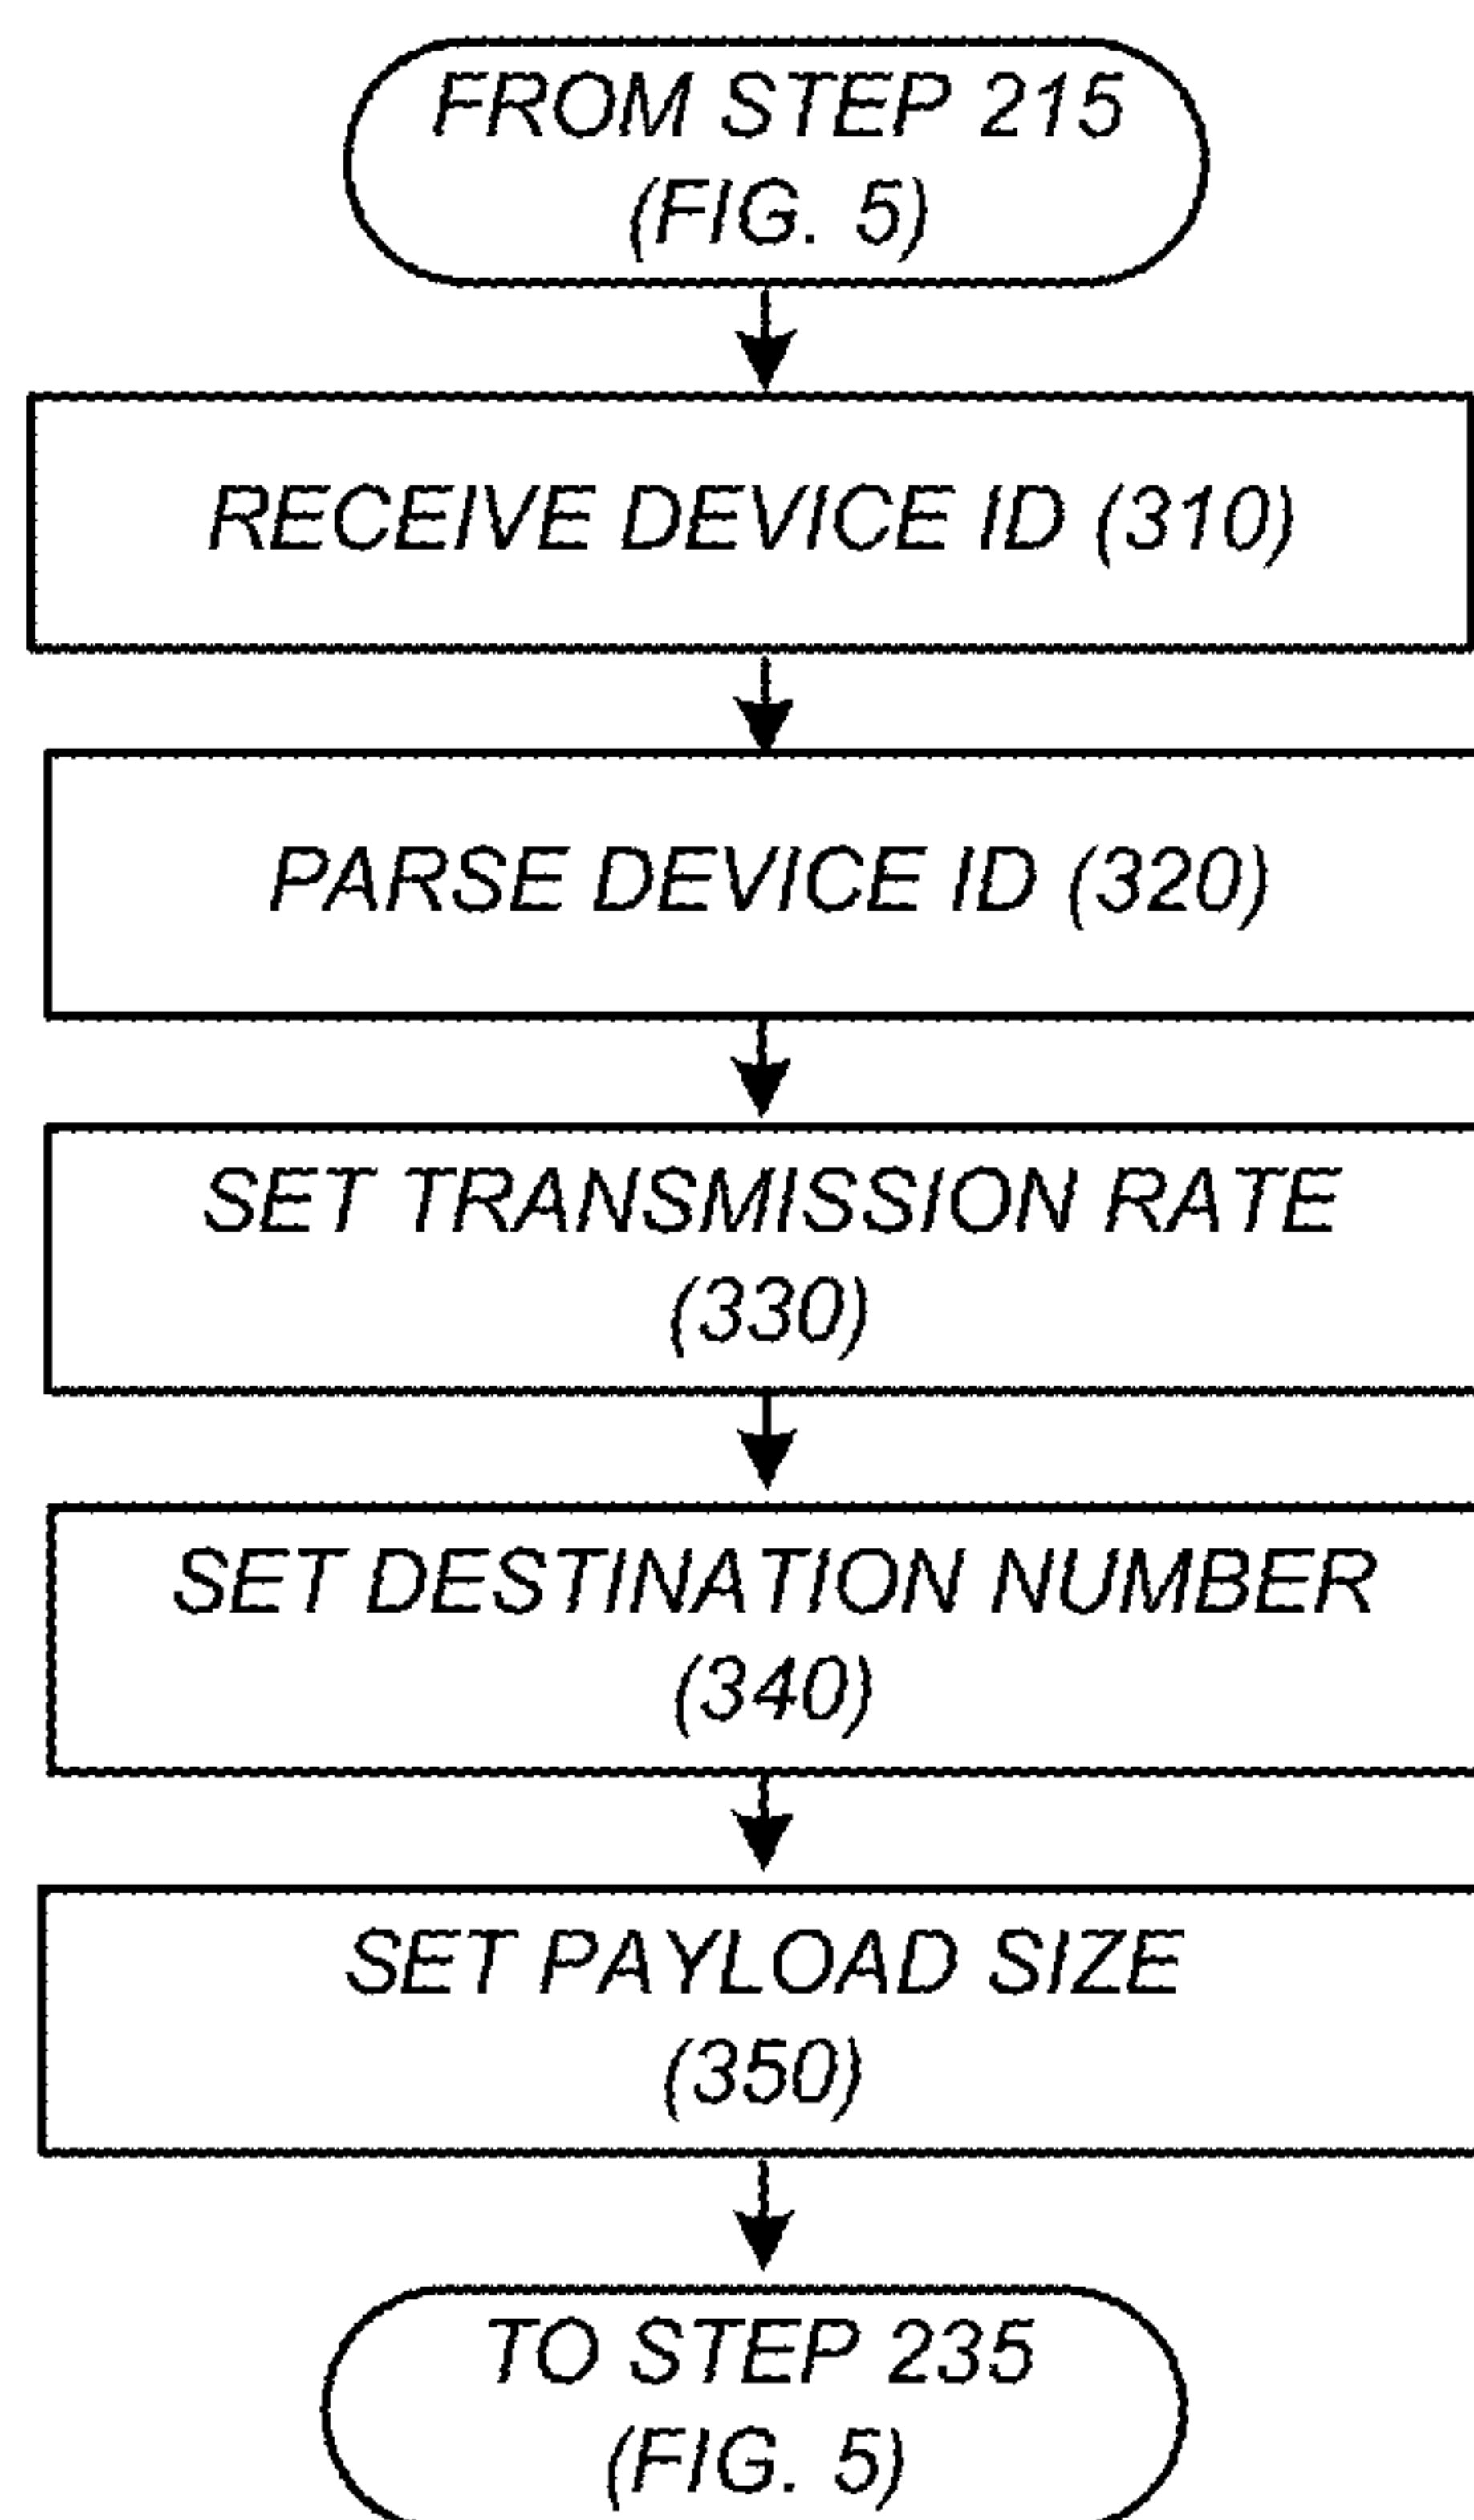 FROM STEP 215
(FIG. 5)
RECEIVE DEVICE ID (310)
PARSE DEVICE ID (320)
SET TRANSMISSION RATE
(330)
SET DESTINATION NUMBER
(340)
SET PAYLOAD SIZE
(350)
TO STEP 235
(FIG. 5)